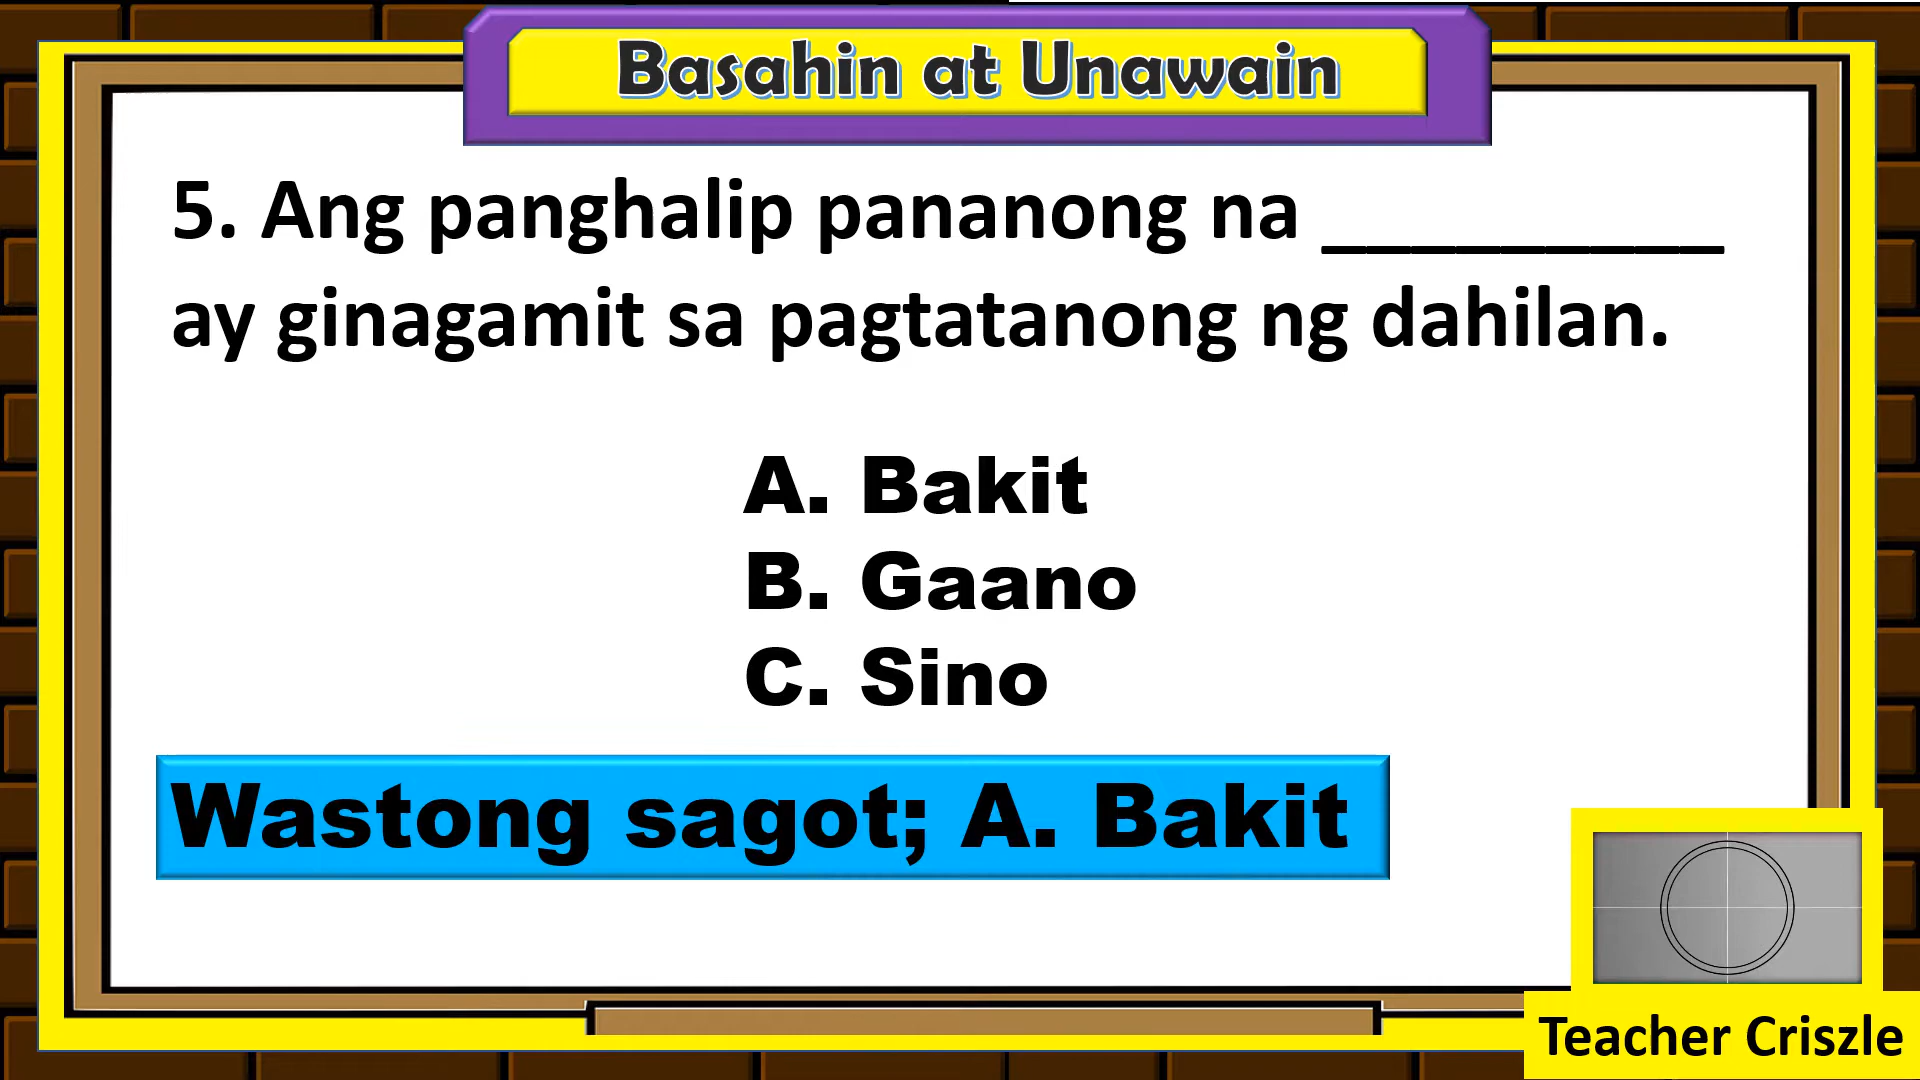 Basahin at Unawain
5. Ang panghalip pananong na _________
ay ginagamit sa pagtatanong ng dahilan.
A. Bakit
B. Gaano
C. Sino
Wastong sagot; A. Bakit
Teacher Criszle